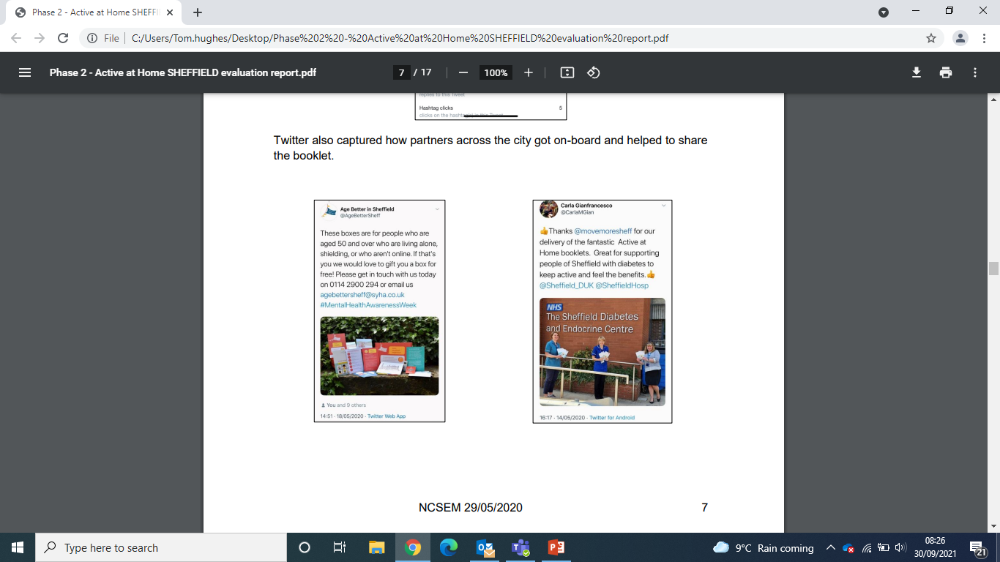 Phase 2 - Active at Home SHEFFI
File
C:/Users/Tom.hughes/Desktop/Phase%202%20-%20Active%20at%20Home%20SHEFFIELD%20evaluation%20report.pdf
Phase 2 - Active at Home SHEFFIELD evaluation report.pdf
7 / 17
100%
replies to this Tweet
Hashtag clicks 5
clicks on the hashtag(s) in this Tweet
Twitter also captured how partners across the city got on-board and helped to share
the booklet.
Age Better in Sheffield
@AgeBetterSheff
These boxes are for people who are
aged 50 and over who are living alone,
shielding, or who aren't online. If that's
you we would love to gift you a box for
free! Please get in touch with us today
on 0114 2900 294 or email us
agebettersheff@syha.co.uk
#MentalHealthAwarenessWeek
You and 9 others
14:51 · 18/05/2020 · Twitter Web App
Carla Gianfrancesco
@CarlaMGian
👍Thanks @movemoresheff for our
delivery of the fantastic Active at
Home booklets. Great for supporting
people of Sheffield with diabetes to
keep active and feel the benefits.👍
@Sheffield_DUK @SheffieldHosp
NHS
The Sheffield Diabetes
and Endocrine Centre
16:17 · 14/05/2020 · Twitter for Android
NCSEM 29/05/2020 7
Type here to search
9°C Rain coming
08:26
30/09/2021
21